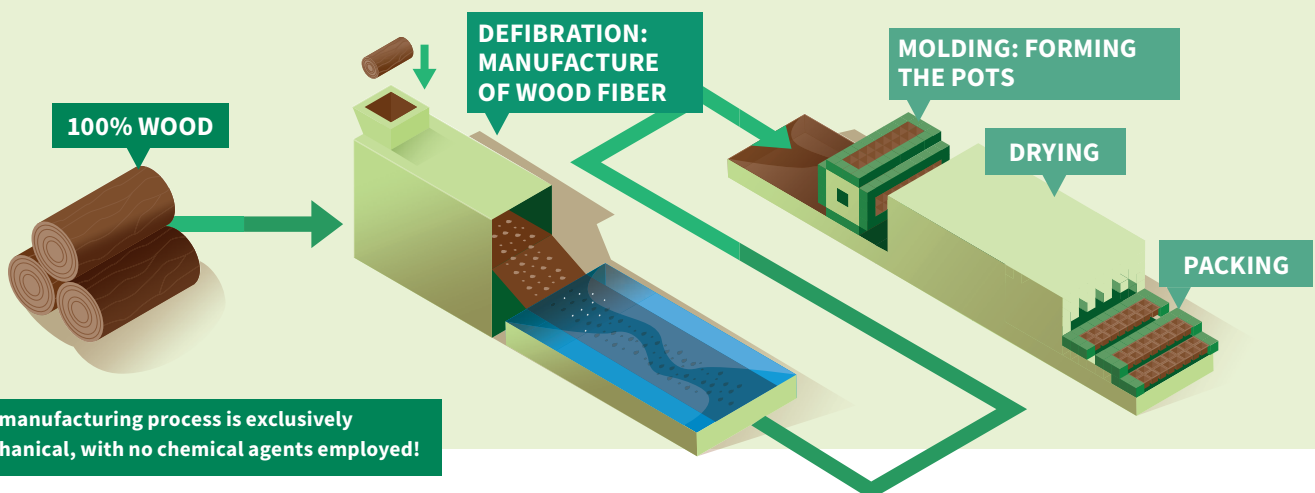 100% WOOD
DEFIBRATION:
MANUFACTURE
OF WOOD FIBER
MOLDING: FORMING
THE POTS
DRYING
PACKING
manufacturing process is exclusively
hanical, with no chemical agents employed!